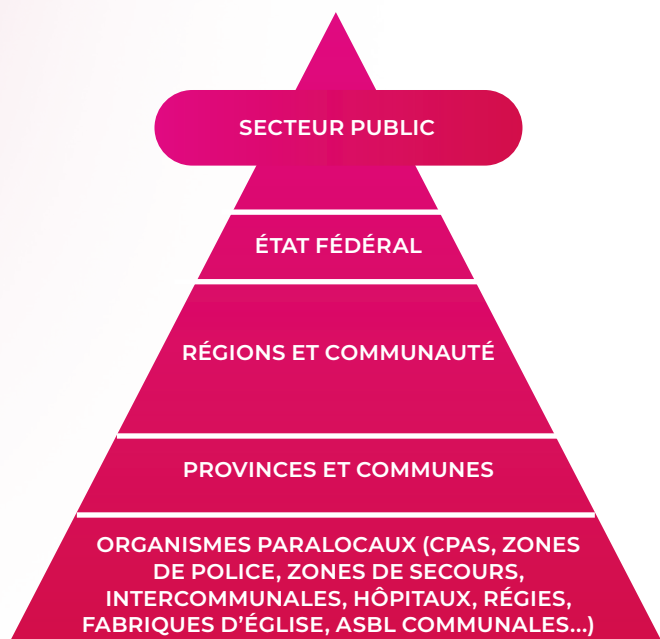 SECTEUR PUBLIC
ÉTAT FÉDÉRAL
RÉGIONS ET COMMUNAUTÉ
PROVINCES ET COMMUNES
ORGANISMES PARALOCAUX (CPAS, ZONES
DE POLICE, ZONES DE SECOURS,
INTERCOMMUNALES, HÔPITAUX, RÉGIES,
FABRIQUES D'ÉGLISE, ASBL COMMUNALES...)